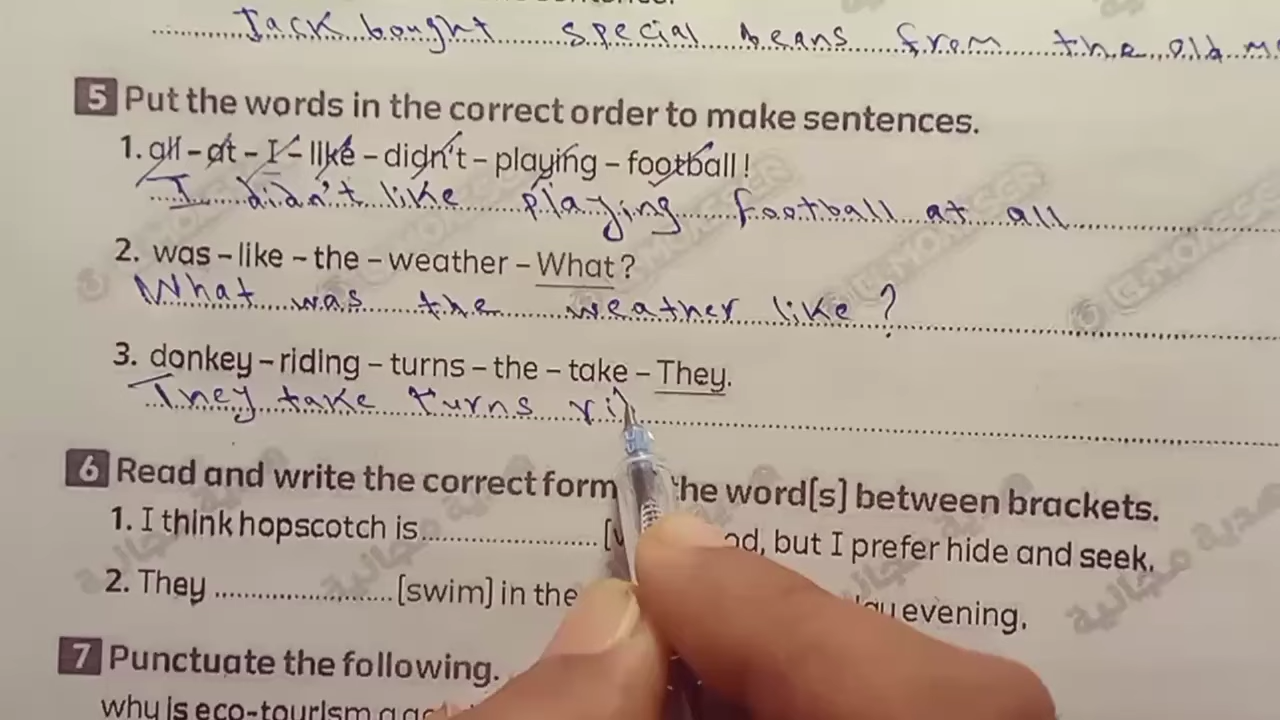 Jack bought special beans from the old
5 Put the words in the correct order to make sentences.
1. all – at – I – like – didn't – playing – football !
I didn't like playing football at all
2. was – like – the – weather – What ?
What was the weather like ?
3. donkey – riding – turns – the – take – They.
They take turns ri
6 Read and write the correct form the word[s] between brackets.
1. I think hopscotch is ...................... [ , but I prefer hide and seek.
2. They ........................ [swim] in the evening.
7 Punctuate the following.
why is eco-tourism a